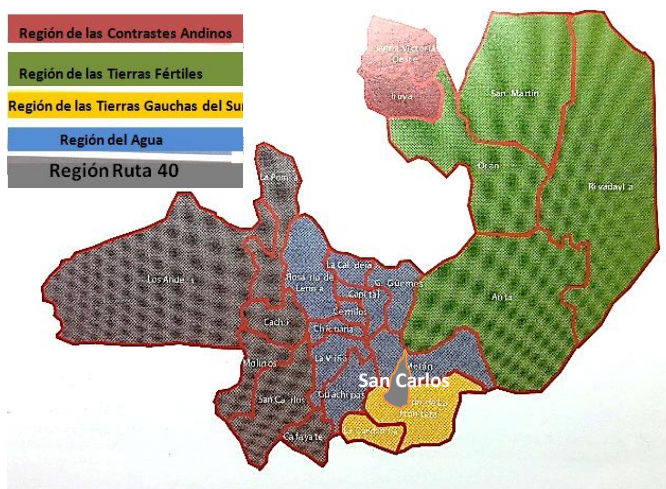 Región de las Contrastes Andinos
Región de las Tierras Fértiles
Región de las Tierras Gauchas del Sur
Región del Agua
Región Ruta 40
Victoria
Iruya
San Martín
Orán
Rivadavia
La Poma
Los Andes
La Caldera
Rosario de
Lerma
Capital
G. Guemes
Cerrillos
Anta
Cachi
Chicoana
Molinos
La Viña
Metán
San Carlos
San Carlos
Guachipas
Cafayate